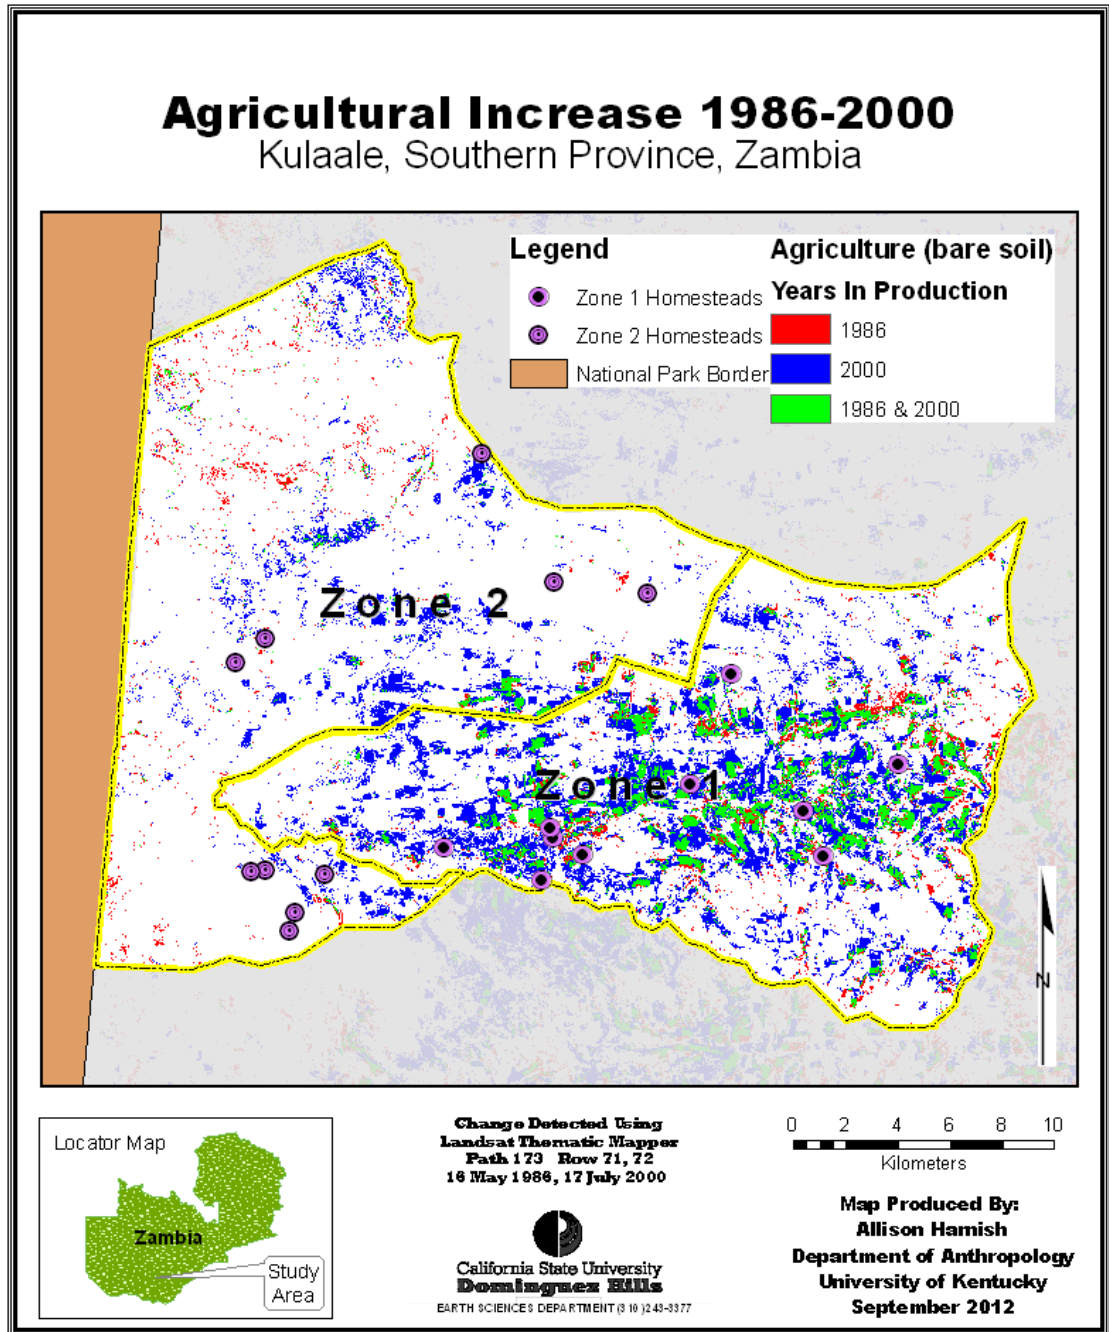 Agricultural Increase 1986-2000
Kulaale, Southern Province, Zambia
Legend
Zone 1 Homesteads
Zone 2 Homesteads
National Park Border
Agriculture (bare soil)
Years In Production
1986
2000
1986 & 2000
Zone 2
Zone 1
N
Locator Map
Zambia
Study
Area
Change Detected Using
Landsat Thematic Mapper
Path 173 Row 71, 72
16 May 1986, 17 July 2000
California State University
Dominguez Hills
EARTH SCIENCES DEPARTMENT (310)243-3377
0 2 4 6 8 10
Kilometers
Map Produced By:
Allison Harnish
Department of Anthropology
University of Kentucky
September 2012